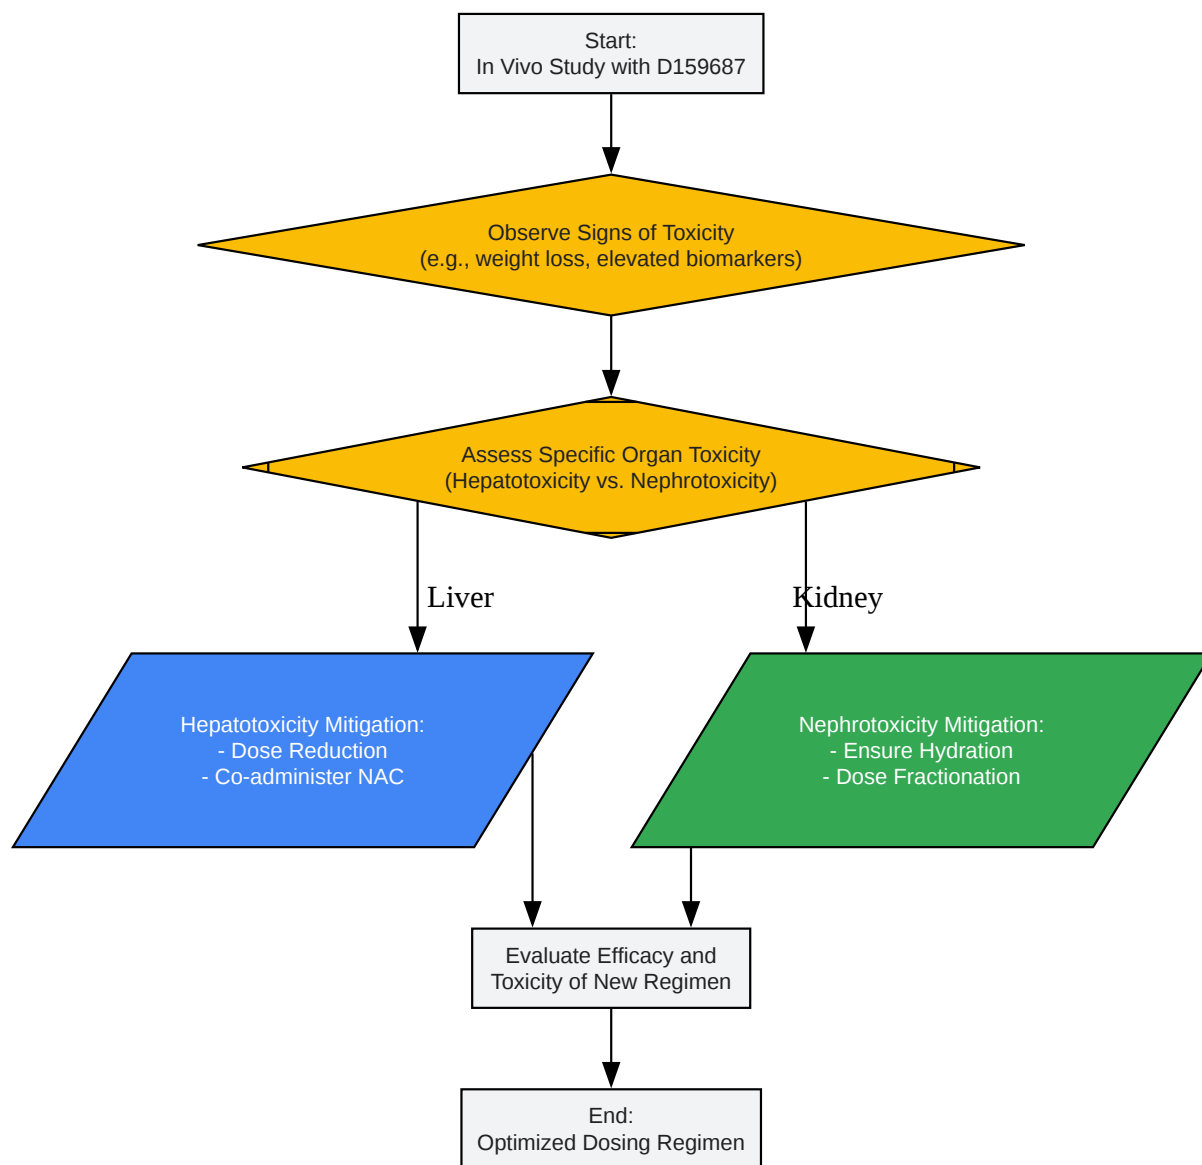 Start:
In Vivo Study with D159687
Observe Signs of Toxicity
(e.g., weight loss, elevated biomarkers)
Assess Specific Organ Toxicity
(Hepatotoxicity vs. Nephrotoxicity)
Liver
Kidney
Hepatotoxicity Mitigation:
- Dose Reduction
- Co-administer NAC
Nephrotoxicity Mitigation:
- Ensure Hydration
- Dose Fractionation
Evaluate Efficacy and
Toxicity of New Regimen
End:
Optimized Dosing Regimen